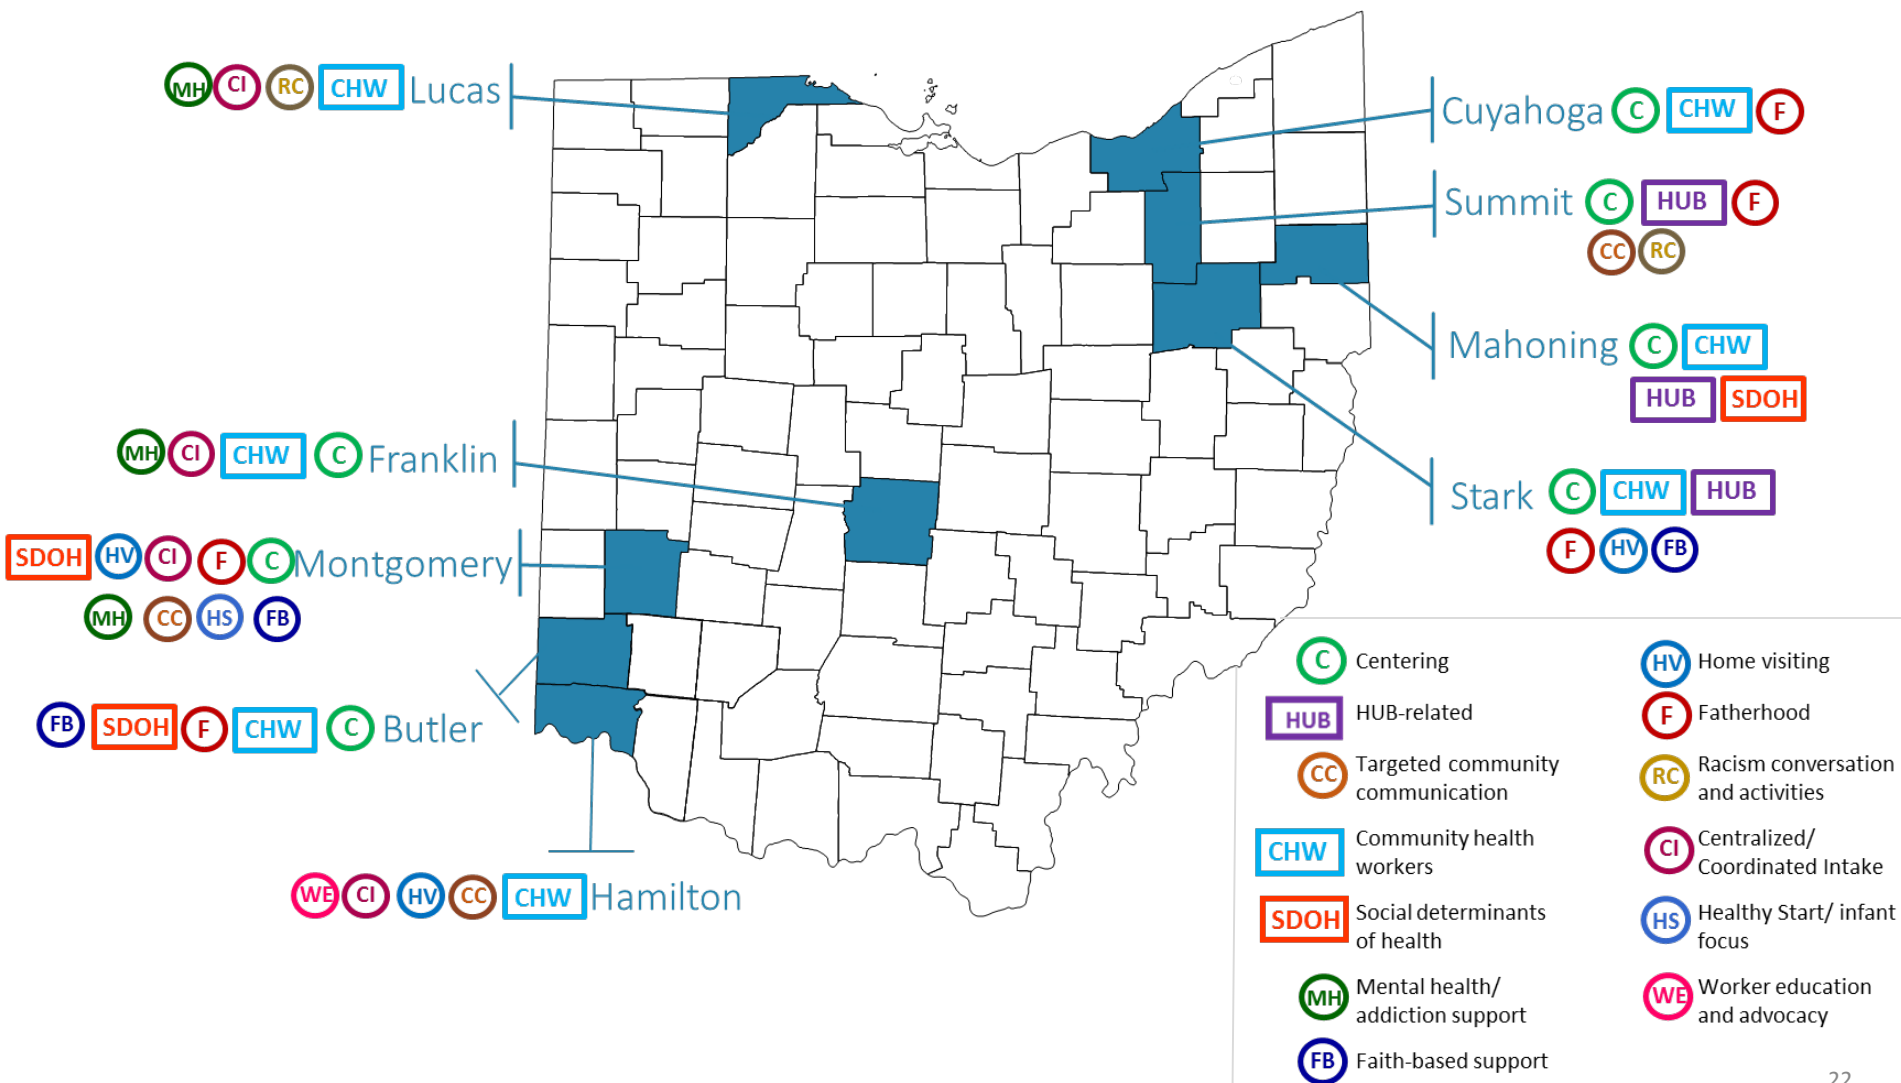 MH CI RC CHW Lucas
Cuyahoga C CHW F
Summit C HUB F
CC RC
Mahoning C CHW
HUB SDOH
MH CI CHW C Franklin
Stark C CHW HUB
F HV FB
SDOH HV CI F C Montgomery
MH CC HS FB
FB SDOH F CHW C Butler
WE CI HV CC CHW Hamilton
C Centering
HUB HUB-related
CC Targeted community
communication
CHW Community health
workers
SDOH Social determinants
of health
MH Mental health/
addiction support
FB Faith-based support
HV Home visiting
F Fatherhood
RC Racism conversation
and activities
CI Centralized/
Coordinated Intake
HS Healthy Start/ infant
focus
WE Worker education
and advocacy
22